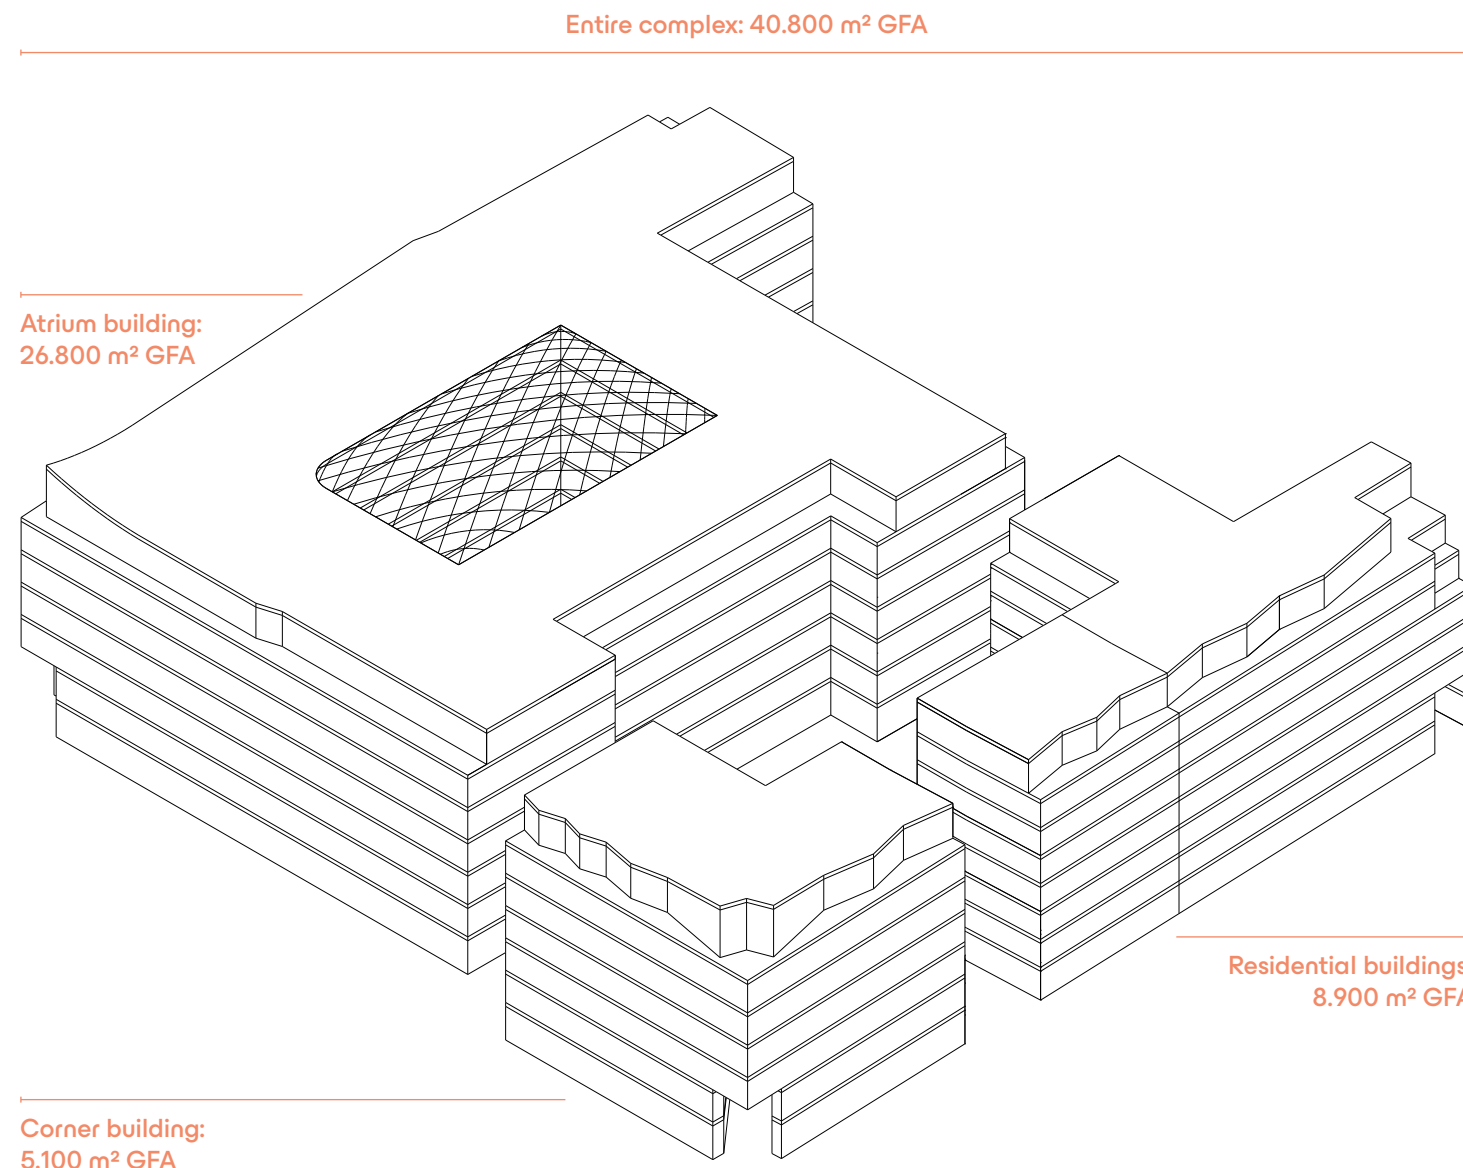 Entire complex: 40.800 m² GFA
Atrium building:
26.800 m² GFA
Residential buildings
8.900 m² GFA
Corner building:
5.100 m² GFA